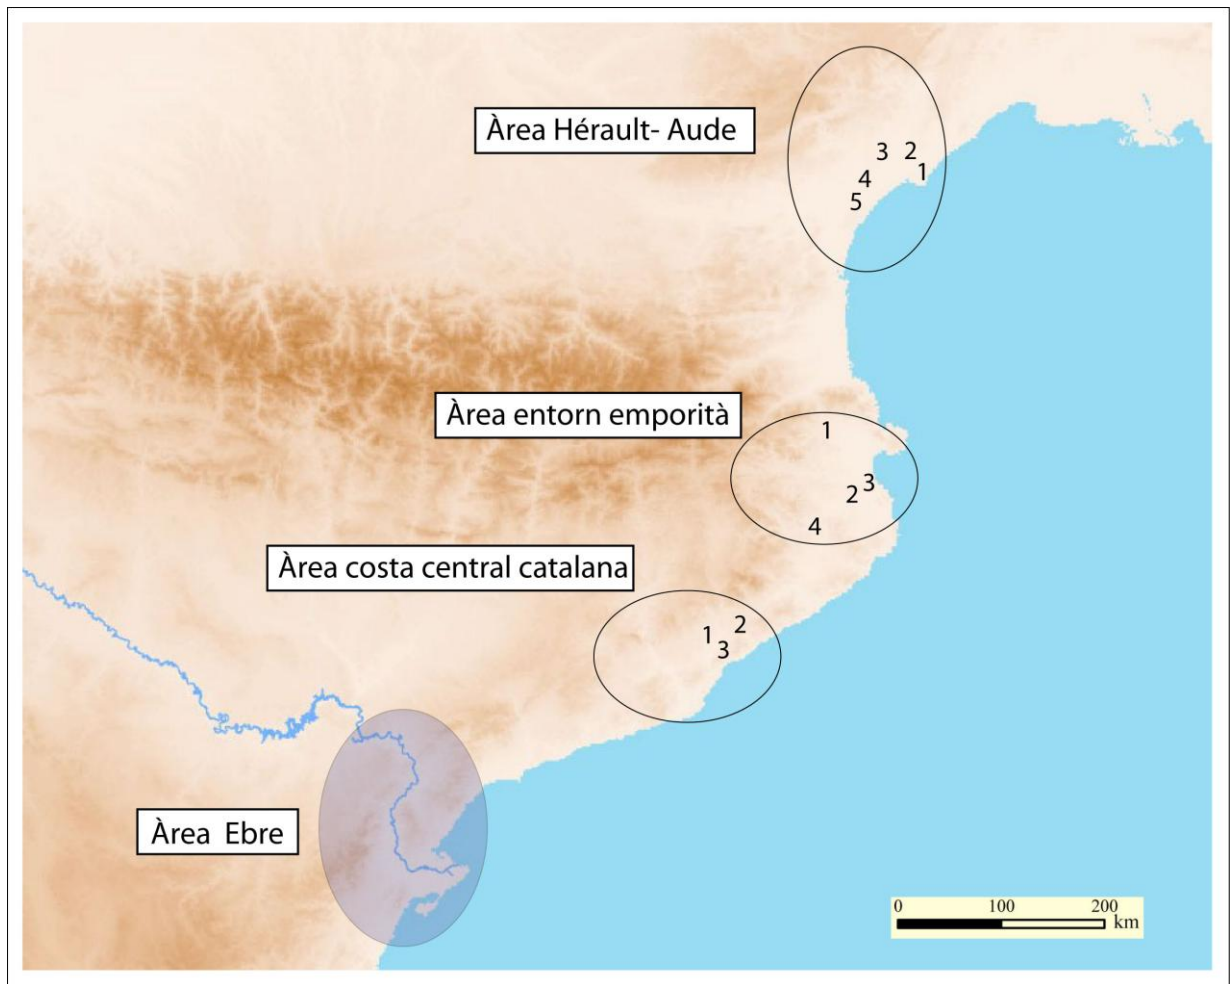 Àrea Hérault- Aude
3 2
1
4
5
Àrea entorn emporità
1
3
2
4
Àrea costa central catalana
2
1
3
Àrea Ebre
0 100 200
km